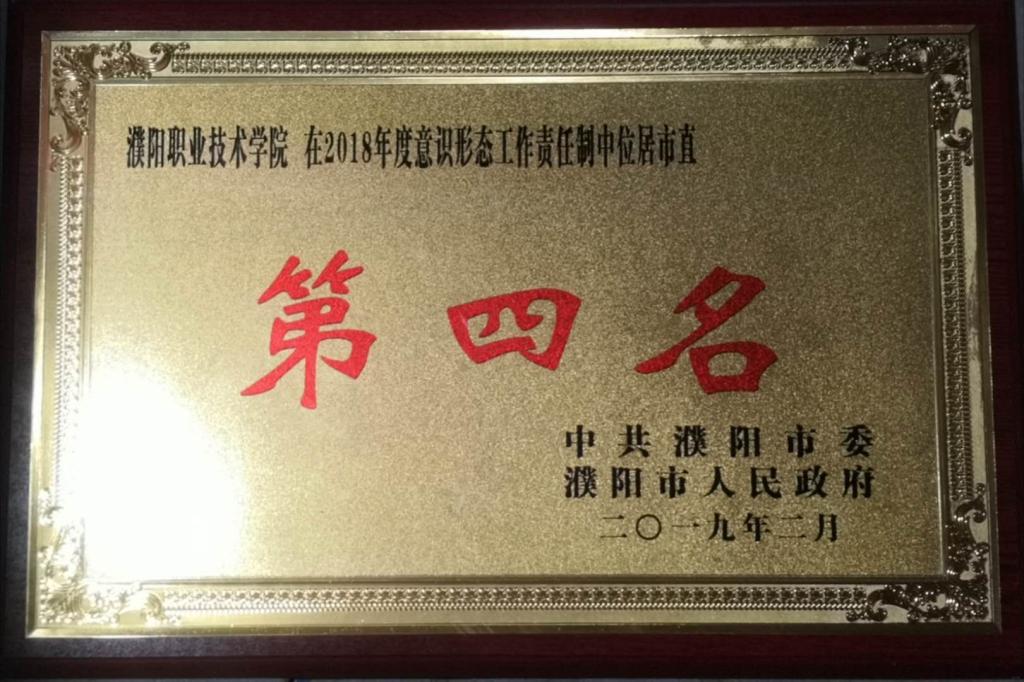 濮阳职业技术学院 在2018年度意识形态工作责任制中位居市直
第四名
中共濮阳市委
濮阳市人民政府
二〇一九年二月